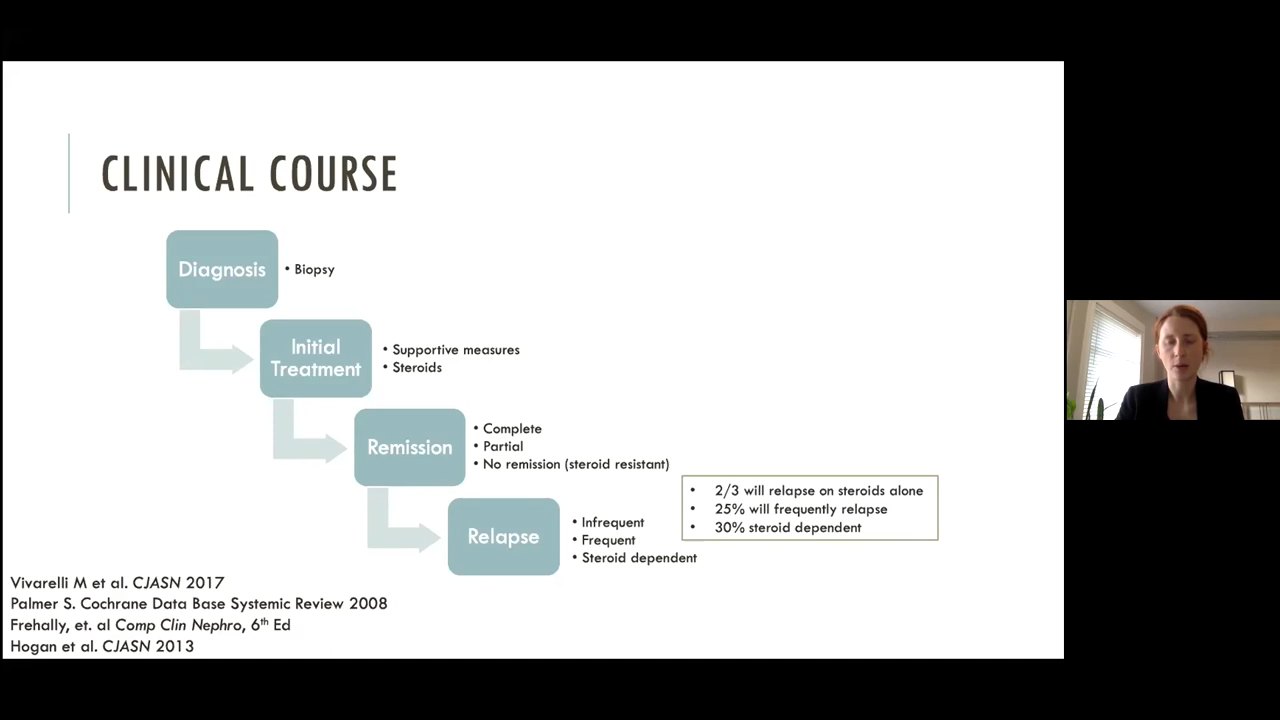 CLINICAL COURSE
Diagnosis
• Biopsy
Initial
Treatment
• Supportive measures
• Steroids
Remission
• Complete
• Partial
• No remission (steroid resistant)
Relapse
• Infrequent
• Frequent
• Steroid dependent
• 2/3 will relapse on steroids alone
• 25% will frequently relapse
• 30% steroid dependent
Vivarelli M et al. CJASN 2017
Palmer S. Cochrane Data Base Systemic Review 2008
Frehally, et. al Comp Clin Nephro, 6th Ed
Hogan et al. CJASN 2013